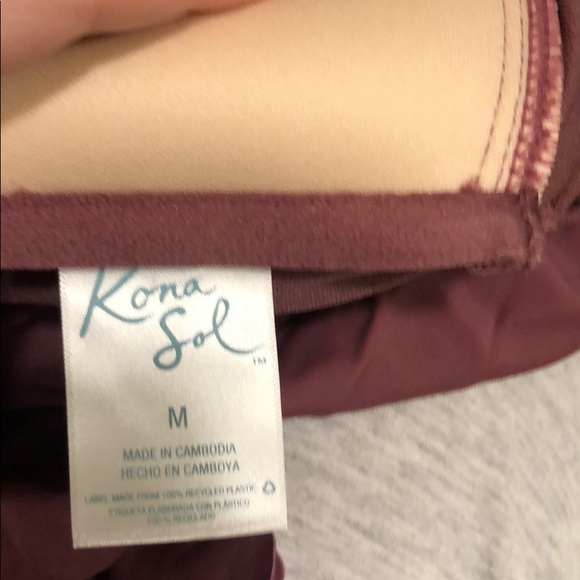 Kona
Sol
™
M
MADE IN CAMBODIA
HECHO EN CAMBOYA
LABEL MADE FROM 100% RECYCLED PLASTIC
ETIQUETA ELABORADA CON PLÁSTICO
100% RECICLADO